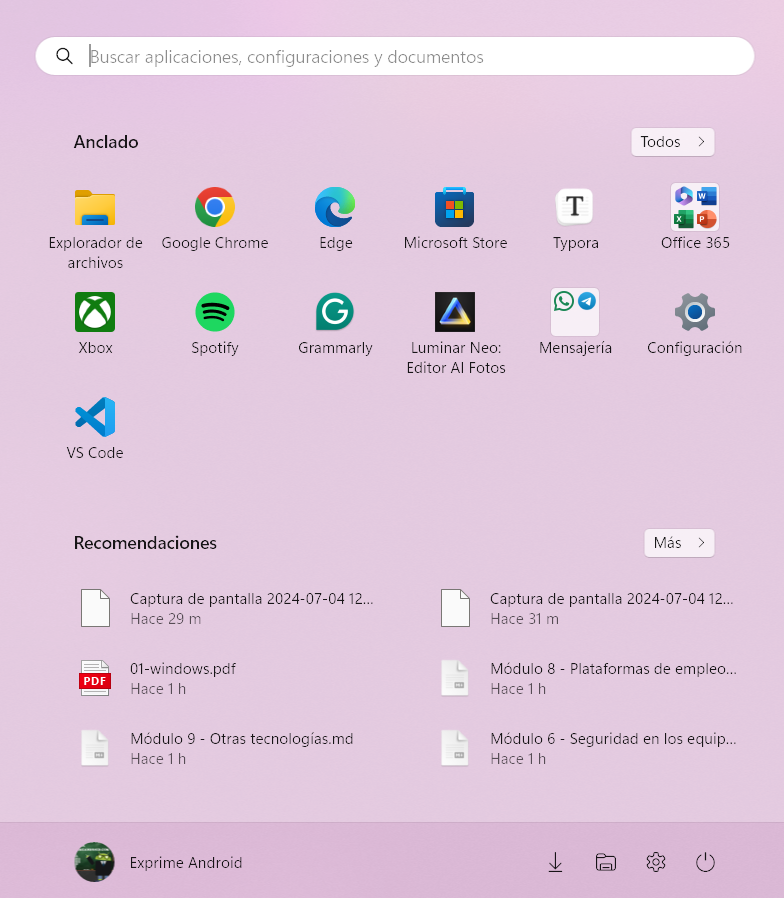 Buscar aplicaciones, configuraciones y documentos
Anclado
Todos
Explorador de
archivos
Google Chrome
Edge
Microsoft Store
T
Typora
W
X
P
Office 365
Xbox
Spotify
G
Grammarly
Luminar Neo:
Editor AI Fotos
Mensajería
Configuración
VS Code
Recomendaciones
Más
Captura de pantalla 2024-07-04 12...
Hace 29 m
Captura de pantalla 2024-07-04 12...
Hace 31 m
PDF
01-windows.pdf
Hace 1 h
Módulo 8 - Plataformas de empleo...
Hace 1 h
Módulo 9 - Otras tecnologías.md
Hace 1 h
Módulo 6 - Seguridad en los equip...
Hace 1 h
Exprime Android